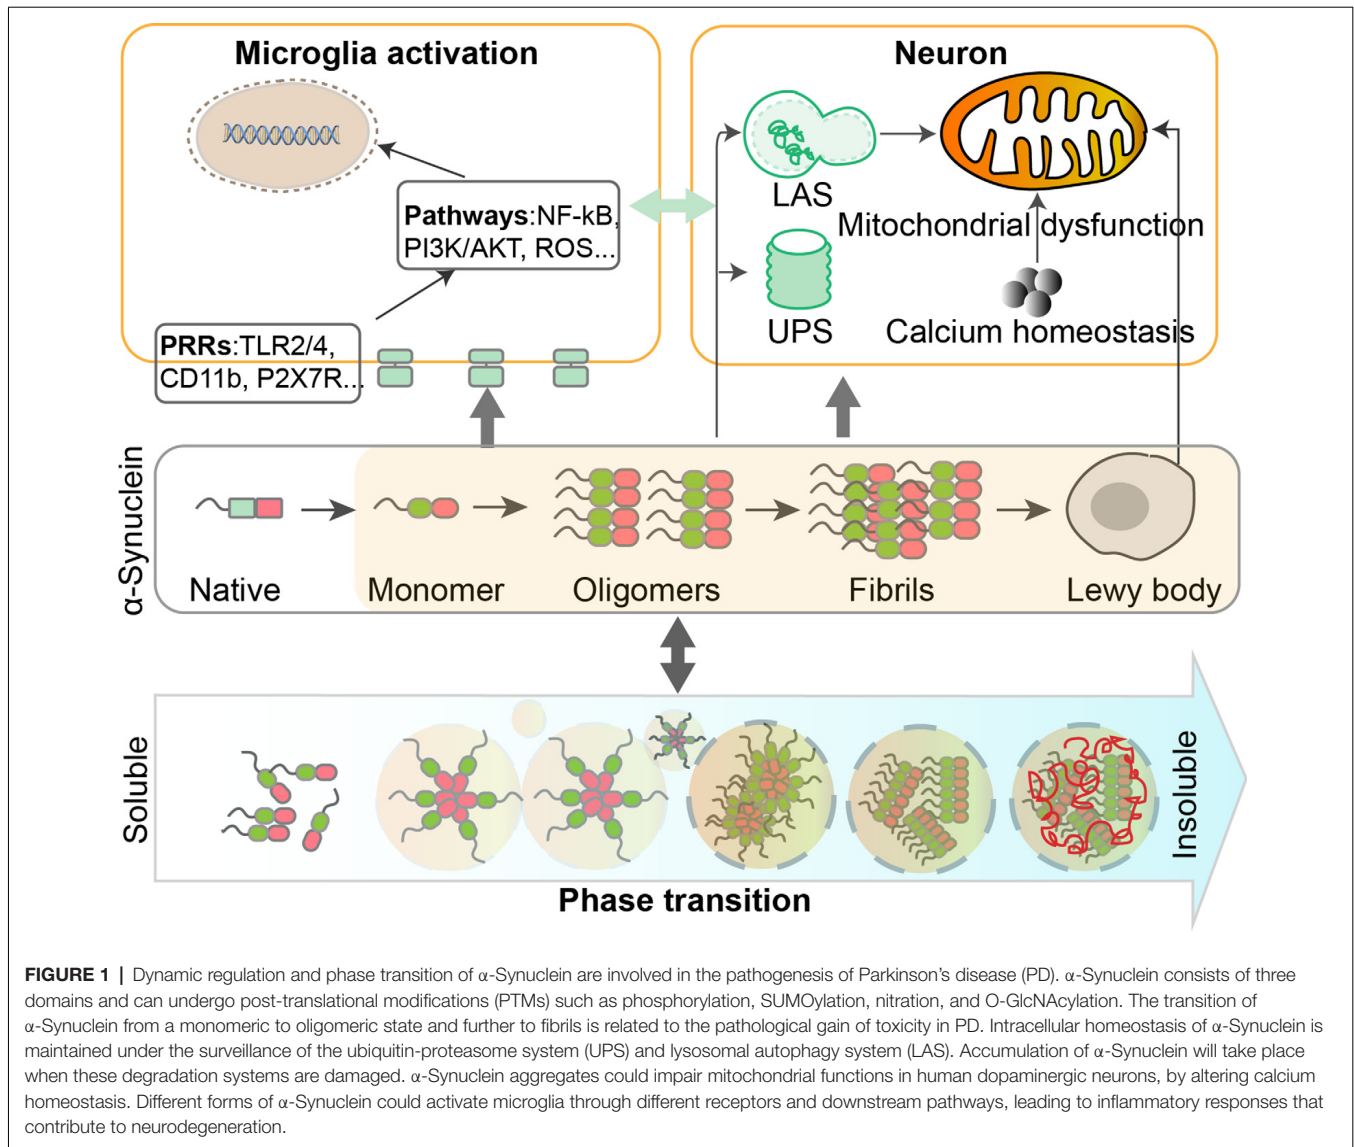 Microglia activation
Pathways:NF-kB,
PI3K/AKT, ROS...
PRRs:TLR2/4,
CD11b, P2X7R...
Neuron
LAS
Mitochondrial dysfunction
UPS
Calcium homeostasis
α-Synuclein
Native
Monomer
Oligomers
Fibrils
Lewy body
Soluble
Insoluble
Phase transition
FIGURE 1 | Dynamic regulation and phase transition of α-Synuclein are involved in the pathogenesis of Parkinson's disease (PD). α-Synuclein consists of three
domains and can undergo post-translational modifications (PTMs) such as phosphorylation, SUMOylation, nitration, and O-GlcNAcylation. The transition of
α-Synuclein from a monomeric to oligomeric state and further to fibrils is related to the pathological gain of toxicity in PD. Intracellular homeostasis of α-Synuclein is
maintained under the surveillance of the ubiquitin-proteasome system (UPS) and lysosomal autophagy system (LAS). Accumulation of α-Synuclein will take place
when these degradation systems are damaged. α-Synuclein aggregates could impair mitochondrial functions in human dopaminergic neurons, by altering calcium
homeostasis. Different forms of α-Synuclein could activate microglia through different receptors and downstream pathways, leading to inflammatory responses that
contribute to neurodegeneration.